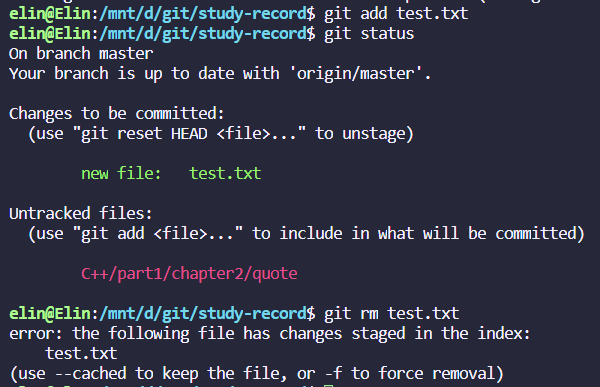 elin@Elin:/mnt/d/git/study-record$ git add test.txt
elin@Elin:/mnt/d/git/study-record$ git status
On branch master
Your branch is up to date with 'origin/master'.
Changes to be committed:
(use "git reset HEAD <file>..." to unstage)
new file: test.txt
Untracked files:
(use "git add <file>..." to include in what will be committed)
C++/part1/chapter2/quote
elin@Elin:/mnt/d/git/study-record$ git rm test.txt
error: the following file has changes staged in the index:
test.txt
(use --cached to keep the file, or -f to force removal)